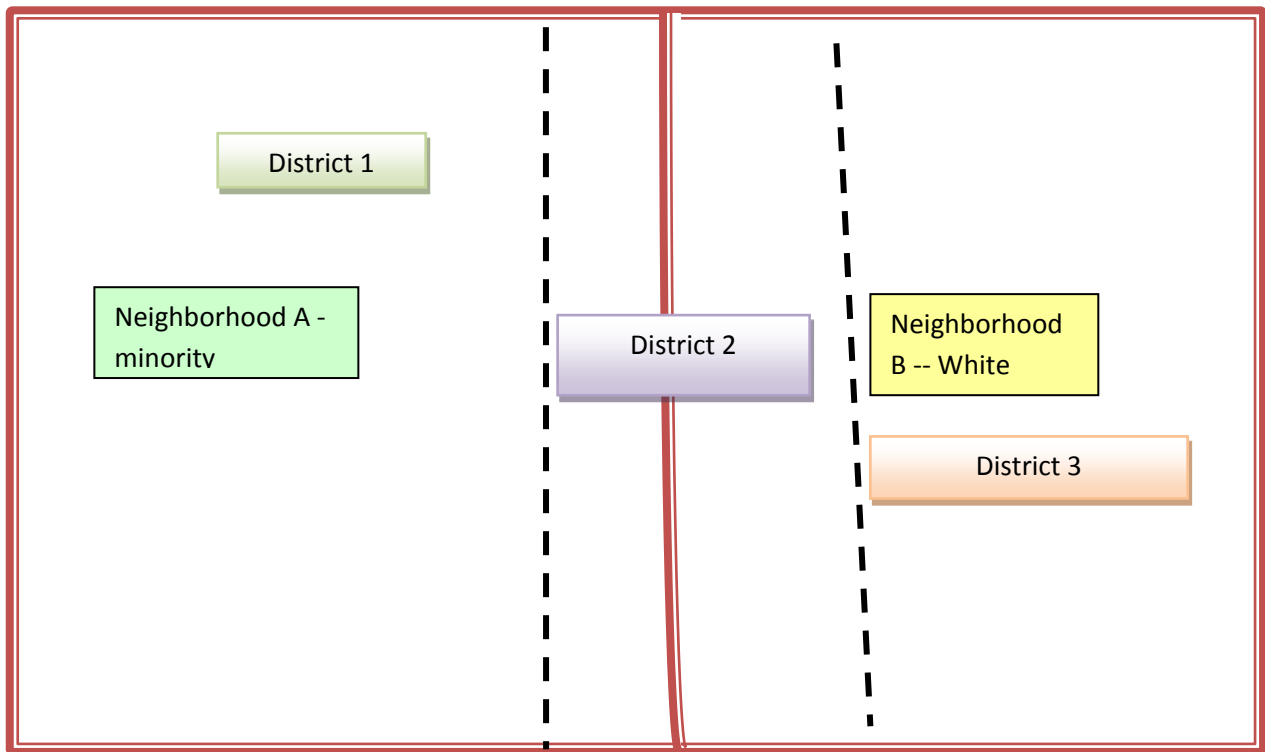 District 1
Neighborhood A -
minority
District 2
Neighborhood
B -- White
District 3